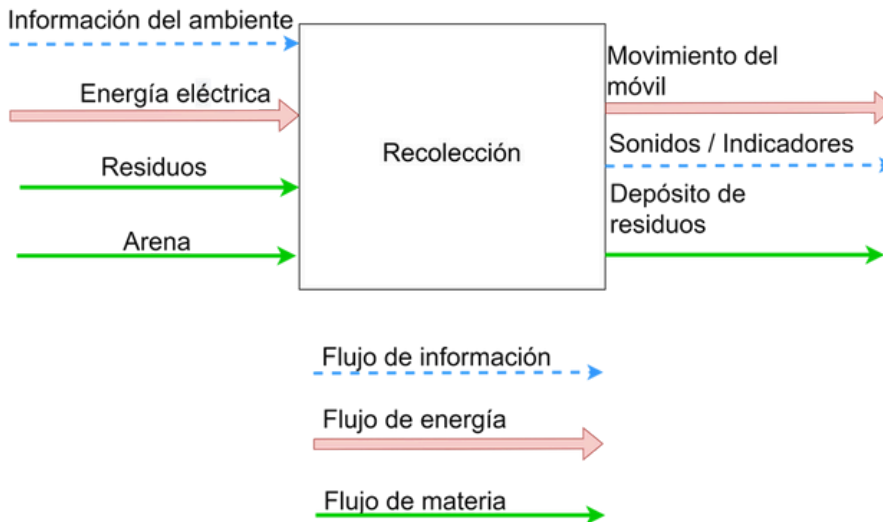 Información del ambiente
Energía eléctrica
Residuos
Arena
Recolección
Movimiento del
móvil
Sonidos / Indicadores
Depósito de
residuos
Flujo de información
Flujo de energía
Flujo de materia